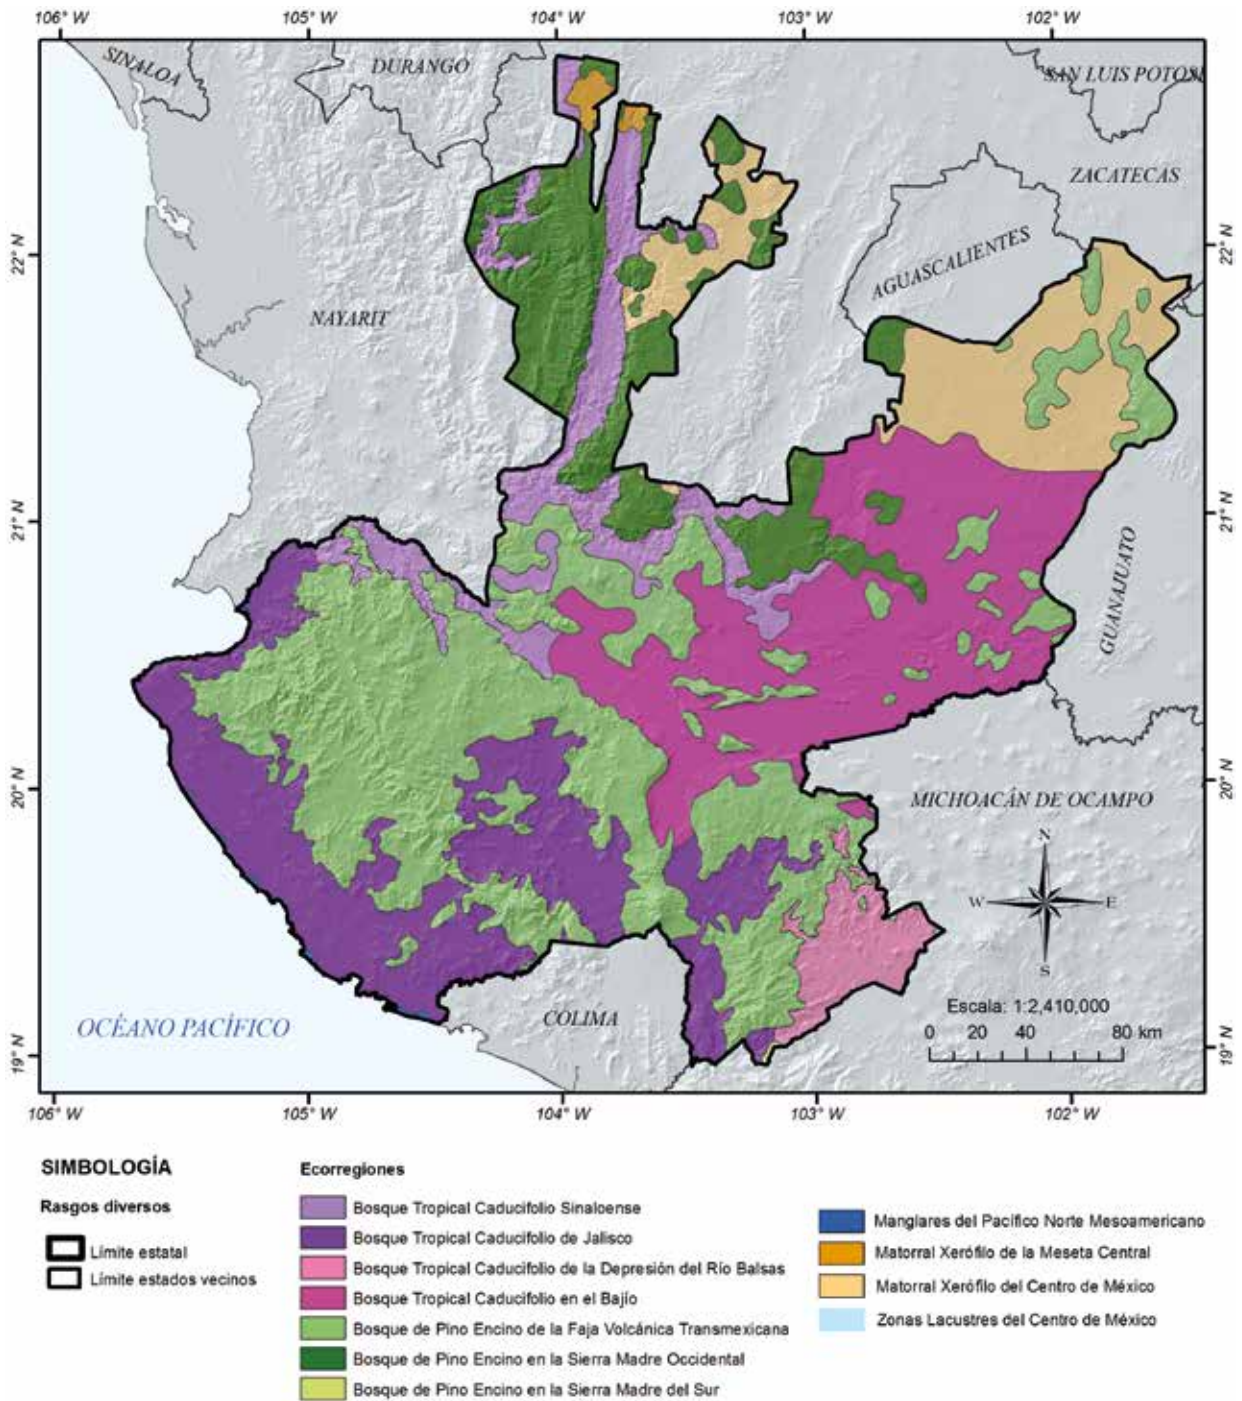 106° W 105° W 104° W 103° W 102° W
SINALOA
DURANGO
SAN LUIS POTOS
ZACATECAS
22° N
22° N
AGUASCALIENTES
NAYARIT
21° N
21° N
GUANAJUATO
20° N
20° N
MICHOACÁN DE OCAMPO
N
W E
S
Escala: 1:2,410,000
0 20 40 80 km
OCÉANO PACÍFICO
COLIMA
19° N
19° N
106° W 105° W 104° W 103° W 102° W
SIMBOLOGÍA
Rasgos diversos
Límite estatal
Límite estados vecinos
Ecorregiones
Bosque Tropical Caducifolio Sinaloense
Bosque Tropical Caducifolio de Jalisco
Bosque Tropical Caducifolio de la Depresión del Río Balsas
Bosque Tropical Caducifolio en el Bajío
Bosque de Pino Encino de la Faja Volcánica Transmexicana
Bosque de Pino Encino en la Sierra Madre Occidental
Bosque de Pino Encino en la Sierra Madre del Sur
Manglares del Pacífico Norte Mesoamericano
Matorral Xerófilo de la Meseta Central
Matorral Xerófilo del Centro de México
Zonas Lacustres del Centro de México